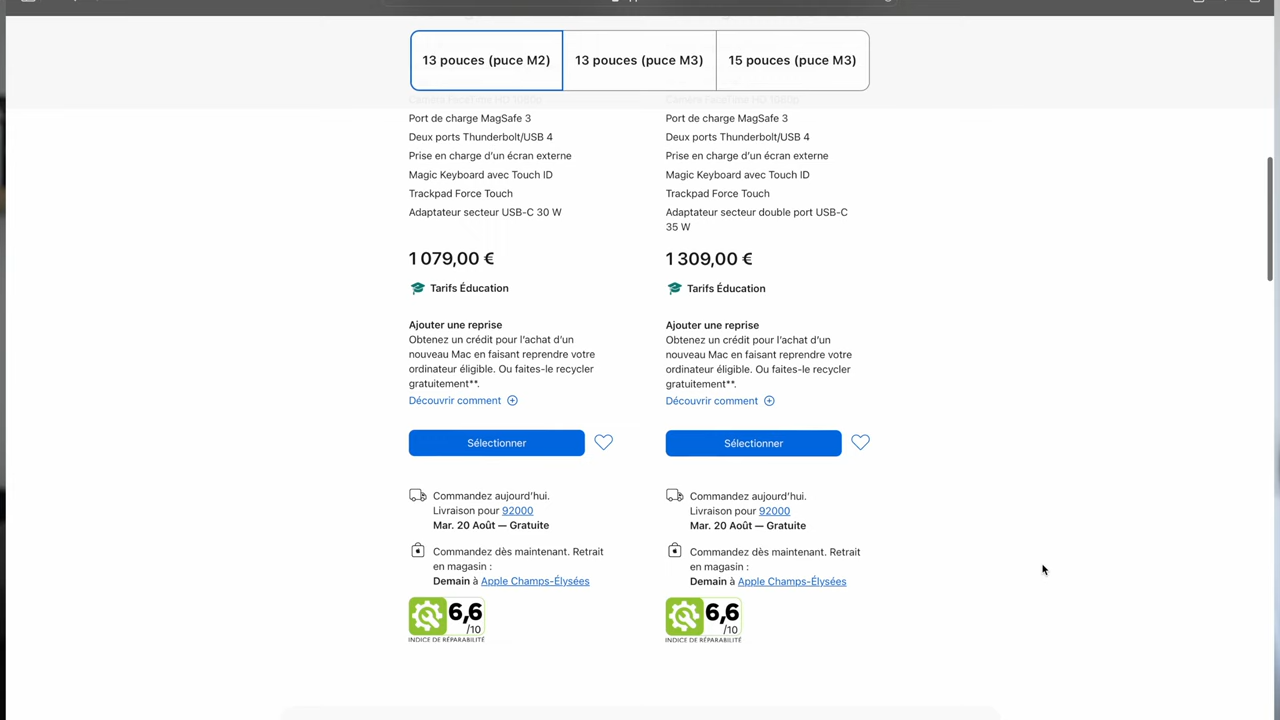 13 pouces (puce M2)
13 pouces (puce M3)
15 pouces (puce M3)
Caméra FaceTime HD 1080p
Port de charge MagSafe 3
Deux ports Thunderbolt/USB 4
Prise en charge d'un écran externe
Magic Keyboard avec Touch ID
Trackpad Force Touch
Adaptateur secteur USB-C 30 W
1 079,00 €
Tarifs Éducation
Ajouter une reprise
Obtenez un crédit pour l'achat d'un
nouveau Mac en faisant reprendre votre
ordinateur éligible. Ou faites-le recycler
gratuitement**.
Découvrir comment
Sélectionner
Commandez aujourd'hui.
Livraison pour 92000
Mar. 20 Août — Gratuite
Commandez dès maintenant. Retrait
en magasin :
Demain à Apple Champs-Élysées
6,6
/10
INDICE DE RÉPARABILITÉ
Caméra FaceTime HD 1080p
Port de charge MagSafe 3
Deux ports Thunderbolt/USB 4
Prise en charge d'un écran externe
Magic Keyboard avec Touch ID
Trackpad Force Touch
Adaptateur secteur double port USB-C
35 W
1 309,00 €
Tarifs Éducation
Ajouter une reprise
Obtenez un crédit pour l'achat d'un
nouveau Mac en faisant reprendre votre
ordinateur éligible. Ou faites-le recycler
gratuitement**.
Découvrir comment
Sélectionner
Commandez aujourd'hui.
Livraison pour 92000
Mar. 20 Août — Gratuite
Commandez dès maintenant. Retrait
en magasin :
Demain à Apple Champs-Élysées
6,6
/10
INDICE DE RÉPARABILITÉ